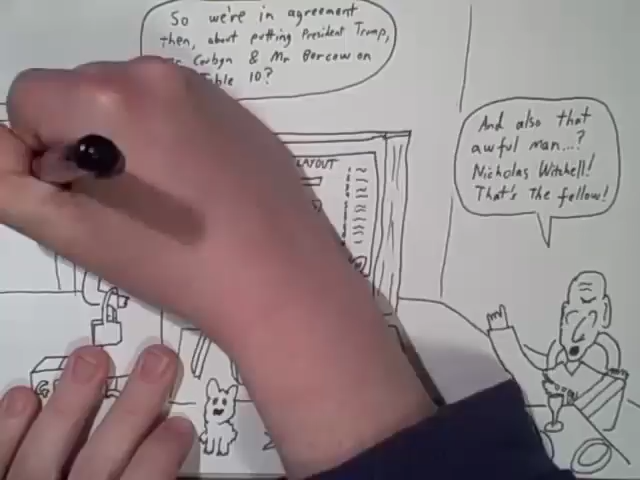 So we're in agreement
then, about putting President Trump,
Corbyn & Mr Bercow on
10?
LAYOUT
And also that
awful man...?
Nicholas Witchell!
That's the fellow!